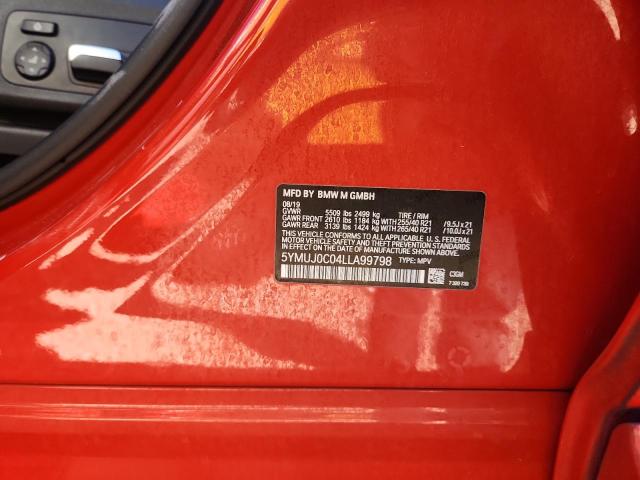 MFD BY BMW M GMBH
08/19
GVWR 5509 lbs 2499 kg TIRE / RIM
GAWR FRONT 2610 lbs 1184 kg 255/40 R21 /9.5J x 21
GAWR REAR 3139 lbs 1424 kg 265/40 R21 /10.0J x 21
THIS VEHICLE CONFORMS TO ALL APPLICABLE U. S. FEDERAL
MOTOR VEHICLE SAFETY AND THEFT PREVENTION STANDARDS
IN EFFECT ON THE DATE OF MANUFACTURE SHOWN ABOVE.
5YMUJ0C04LLA99798 TYPE: MPV
C3GM